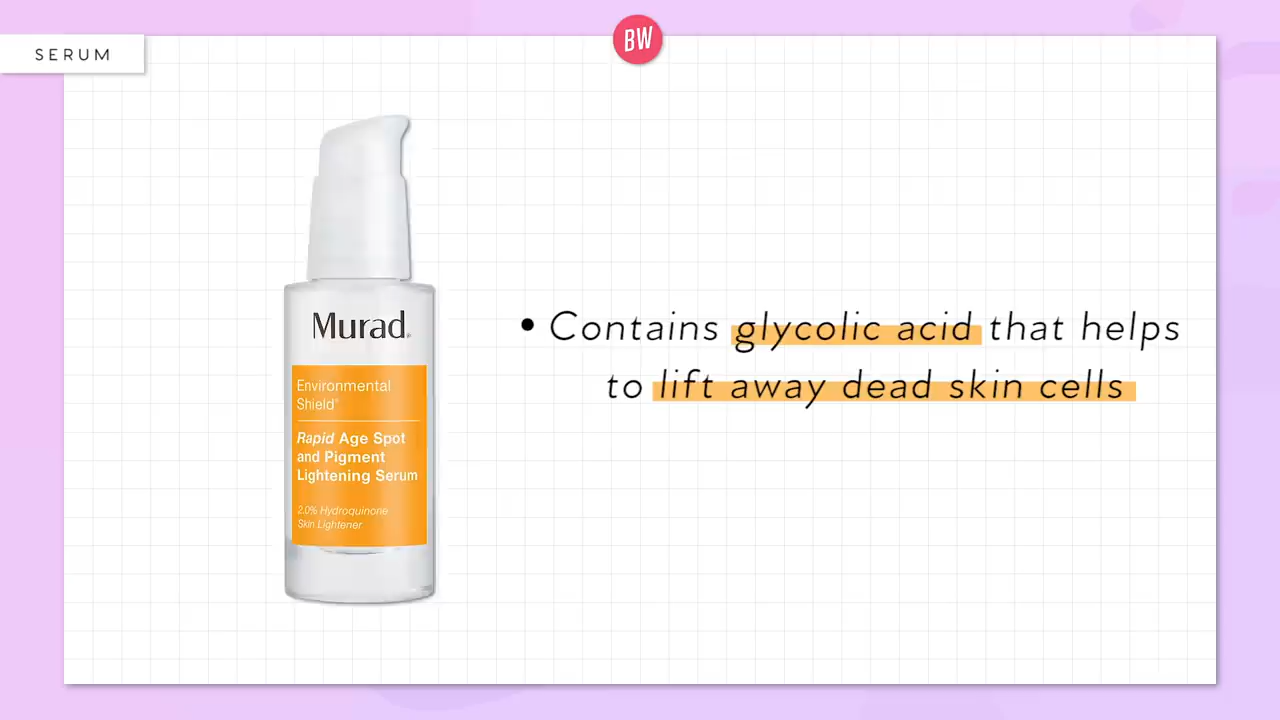 SERUM
BW
Murad®
Environmental
Shield®
Rapid Age Spot
and Pigment
Lightening Serum
2.0% Hydroquinone
Skin Lightener
• Contains glycolic acid that helps
to lift away dead skin cells